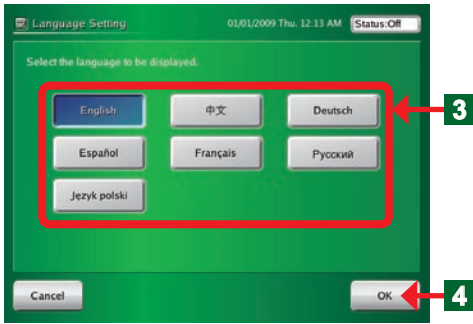 Language Setting 01/01/2009 Thu. 12:13 AM Status:Off
Select the language to be displayed.
English 中文 Deutsch
Español Français Русский
Język polski
3
Cancel OK
4